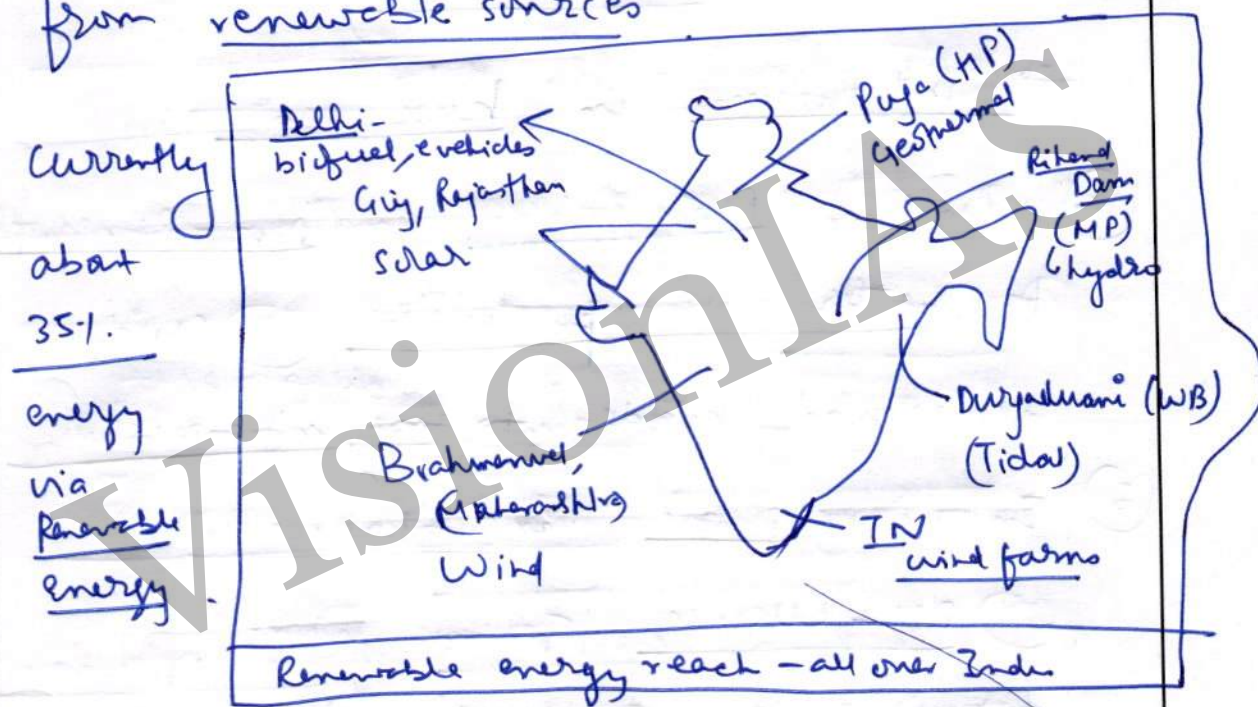 from renewable sources
Currently
about
35%.
energy
via
Renewable
energy.
Delhi-
biofuel, e vehicles
Guj, Rajasthan
solar
Puga (HP)
Geothermal
Rihand
Dam
(MP)
hydro
Durgaduani (WB)
(Tidal)
Brahmanvel,
(Maharashtra)
Wind
TN
wind farms
Renewable energy reach - all over India
VisionIAS